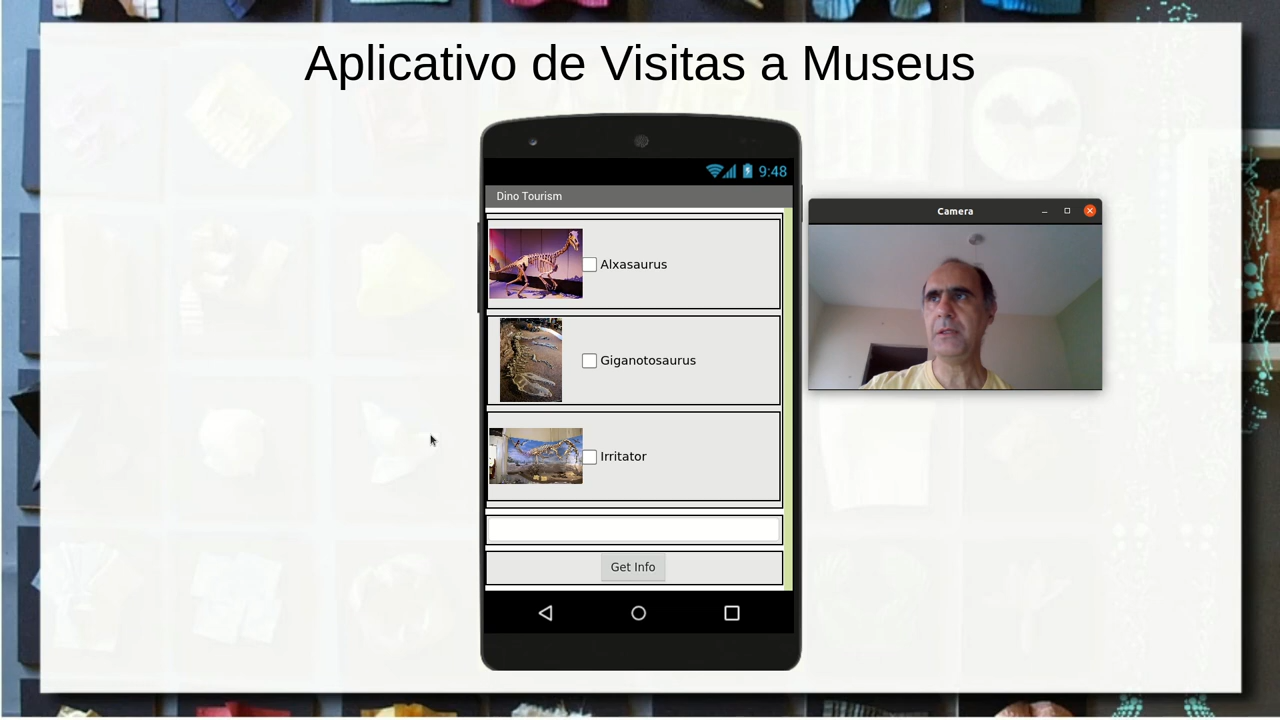 Aplicativo de Visitas a Museus
9:48
Dino Tourism
Camera
Alxasaurus
Giganotosaurus
Irritator
Get Info